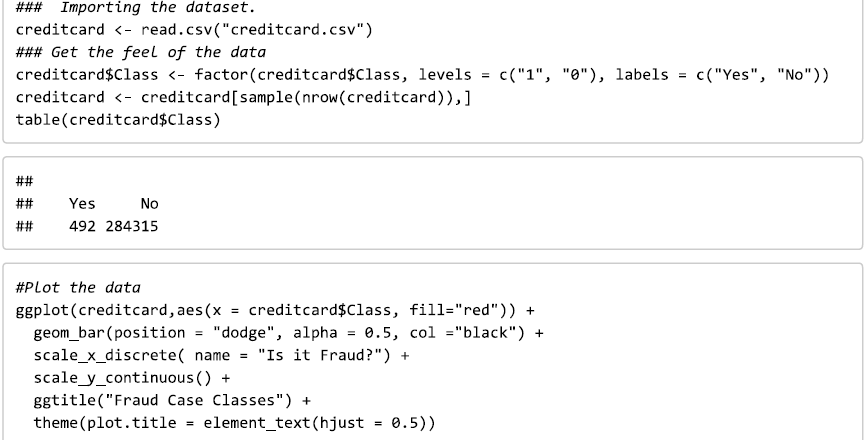 ###  Importing the dataset.
creditcard <- read.csv("creditcard.csv")
### Get the feel of the data
creditcard$Class <- factor(creditcard$Class, levels = c("1", "0"), labels = c("Yes", "No"))
creditcard <- creditcard[sample(nrow(creditcard)),]
table(creditcard$Class)
##
##    Yes     No
##    492 284315
#Plot the data
ggplot(creditcard,aes(x = creditcard$Class, fill="red")) +
  geom_bar(position = "dodge", alpha = 0.5, col ="black") +
  scale_x_discrete( name = "Is it Fraud?") +
  scale_y_continuous() +
  ggtitle("Fraud Case Classes") +
  theme(plot.title = element_text(hjust = 0.5))